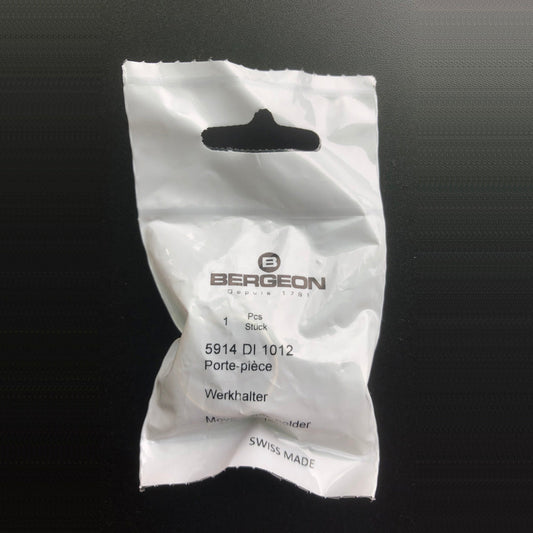 B
BERGEON
Depuis 1791
1 Pcs
Stück
5914 DI 1012
Porte-pièce
Werkhalter
SWISS MADE